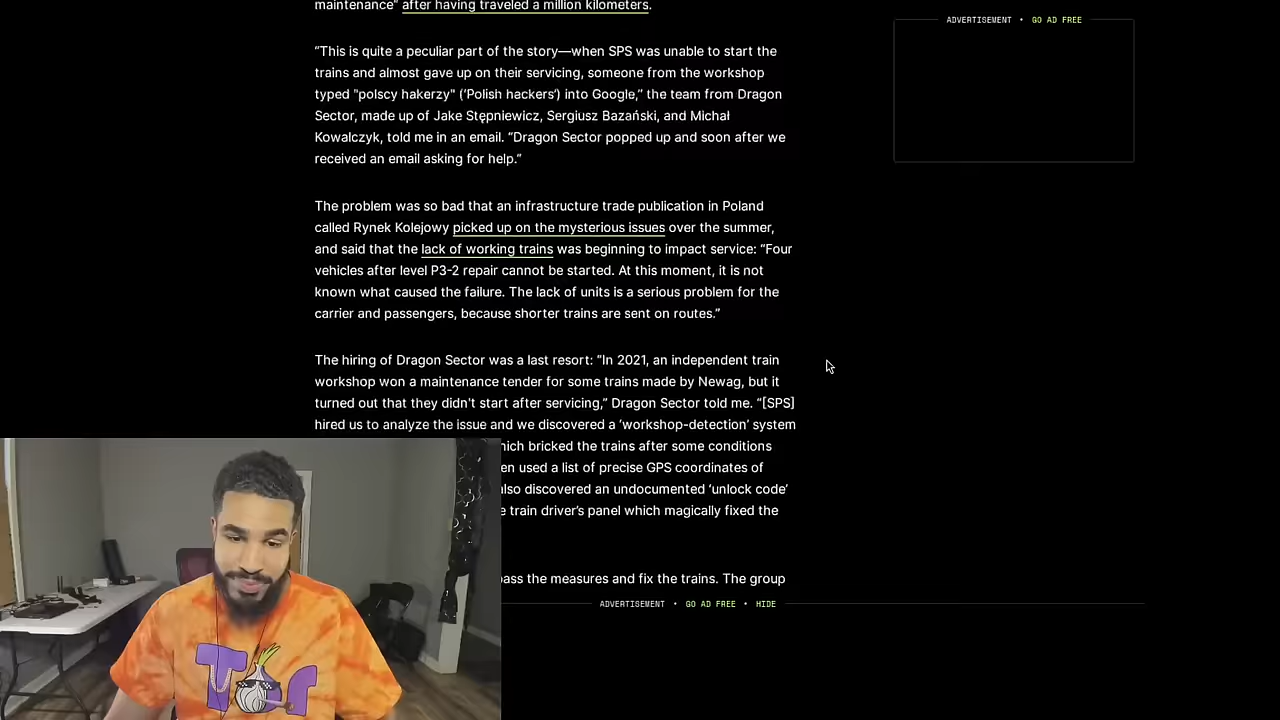 maintenance” after having traveled a million kilometers.
“This is quite a peculiar part of the story—when SPS was unable to start the
trains and almost gave up on their servicing, someone from the workshop
typed "polscy hakerzy" (‘Polish hackers’) into Google,” the team from Dragon
Sector, made up of Jake Stępniewicz, Sergiusz Bazański, and Michał
Kowalczyk, told me in an email. “Dragon Sector popped up and soon after we
received an email asking for help.”
The problem was so bad that an infrastructure trade publication in Poland
called Rynek Kolejowy picked up on the mysterious issues over the summer,
and said that the lack of working trains was beginning to impact service: “Four
vehicles after level P3-2 repair cannot be started. At this moment, it is not
known what caused the failure. The lack of units is a serious problem for the
carrier and passengers, because shorter trains are sent on routes.”
The hiring of Dragon Sector was a last resort: “In 2021, an independent train
workshop won a maintenance tender for some trains made by Newag, but it
turned out that they didn't start after servicing,” Dragon Sector told me. “[SPS]
hired us to analyze the issue and we discovered a ‘workshop-detection’ system
hich bricked the trains after some conditions
en used a list of precise GPS coordinates of
also discovered an undocumented ‘unlock code’
e train driver’s panel which magically fixed the
pass the measures and fix the trains. The group
ADVERTISEMENT • GO AD FREE • HIDE
ADVERTISEMENT • GO AD FREE
Tor